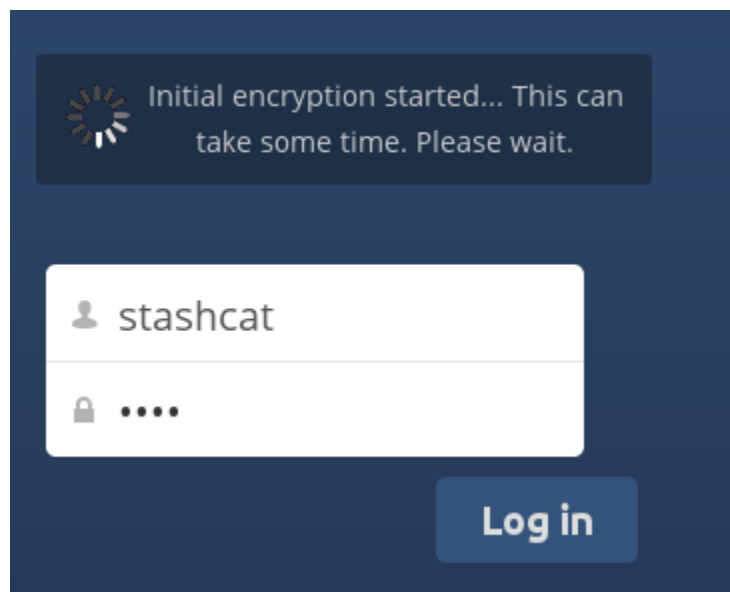 Initial encryption started... This can
take some time. Please wait.
stashcat
••••
Log in